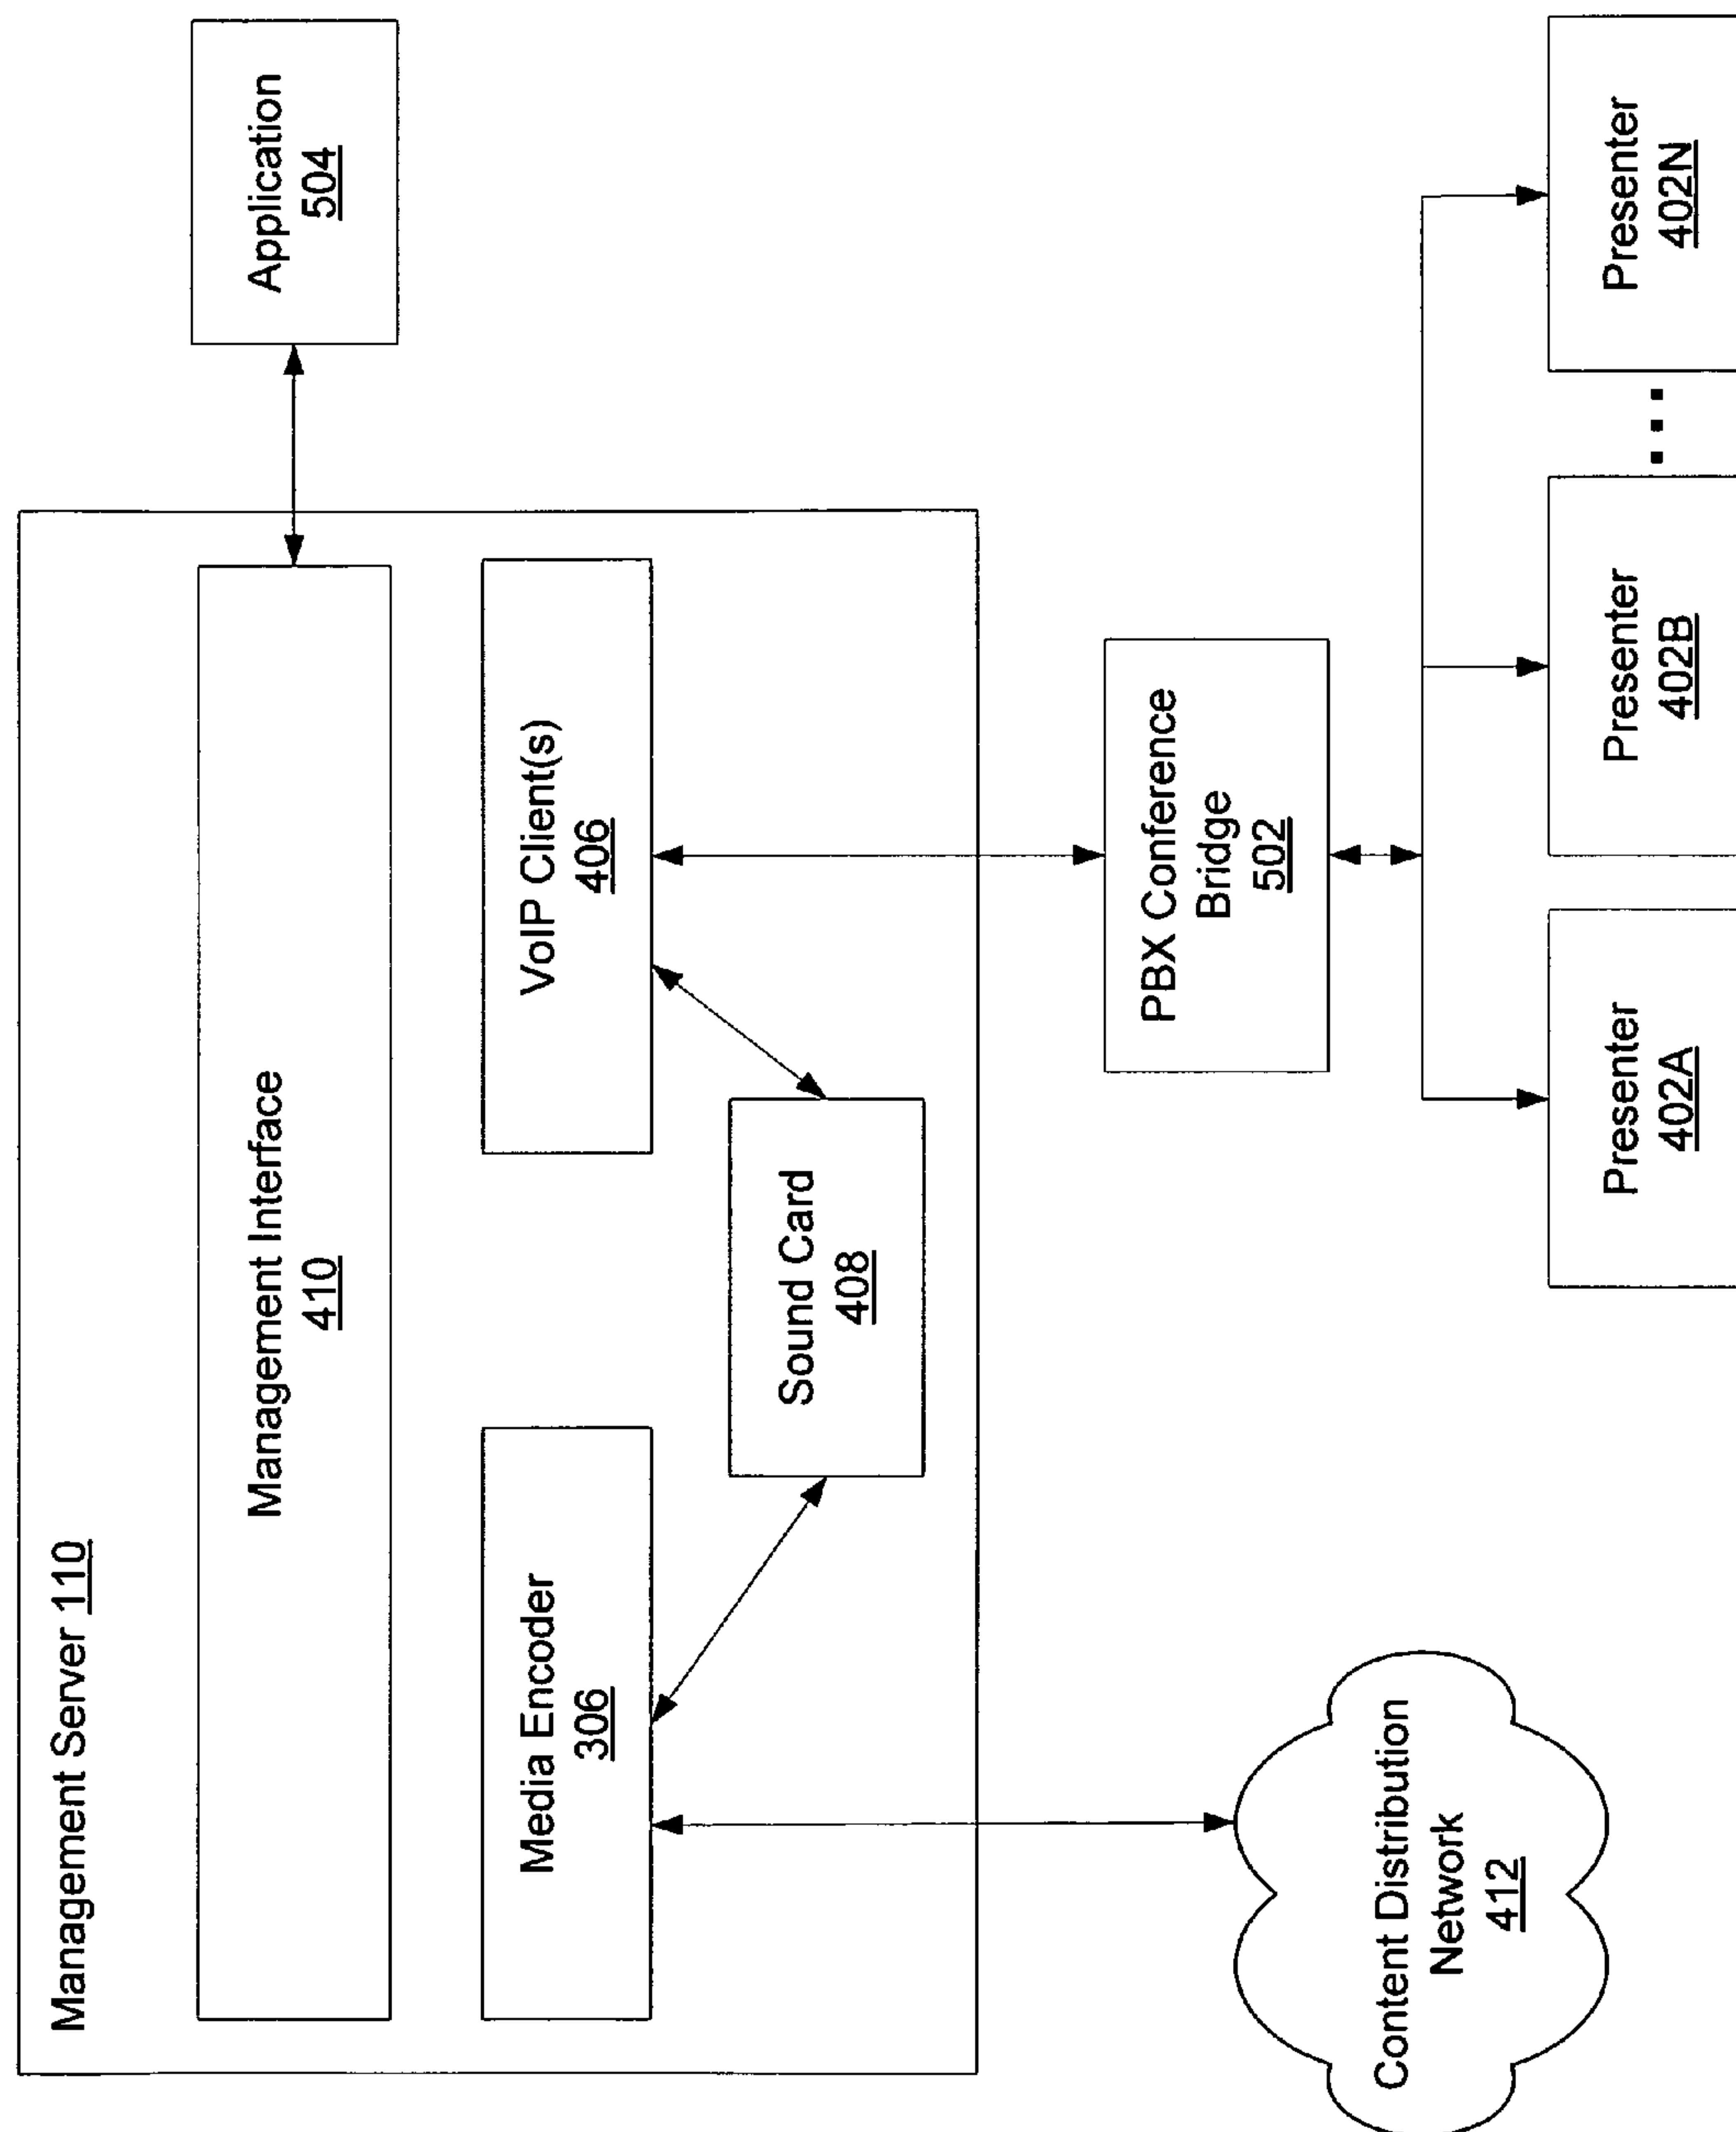 Management Server 110
Management Interface
410
Application
504
Media Encoder
306
VoIP Client(s)
406
Sound Card
408
PBX Conference
Bridge
502
Content Distribution
Network
412
Presenter
402A
Presenter
402B
...
Presenter
402N